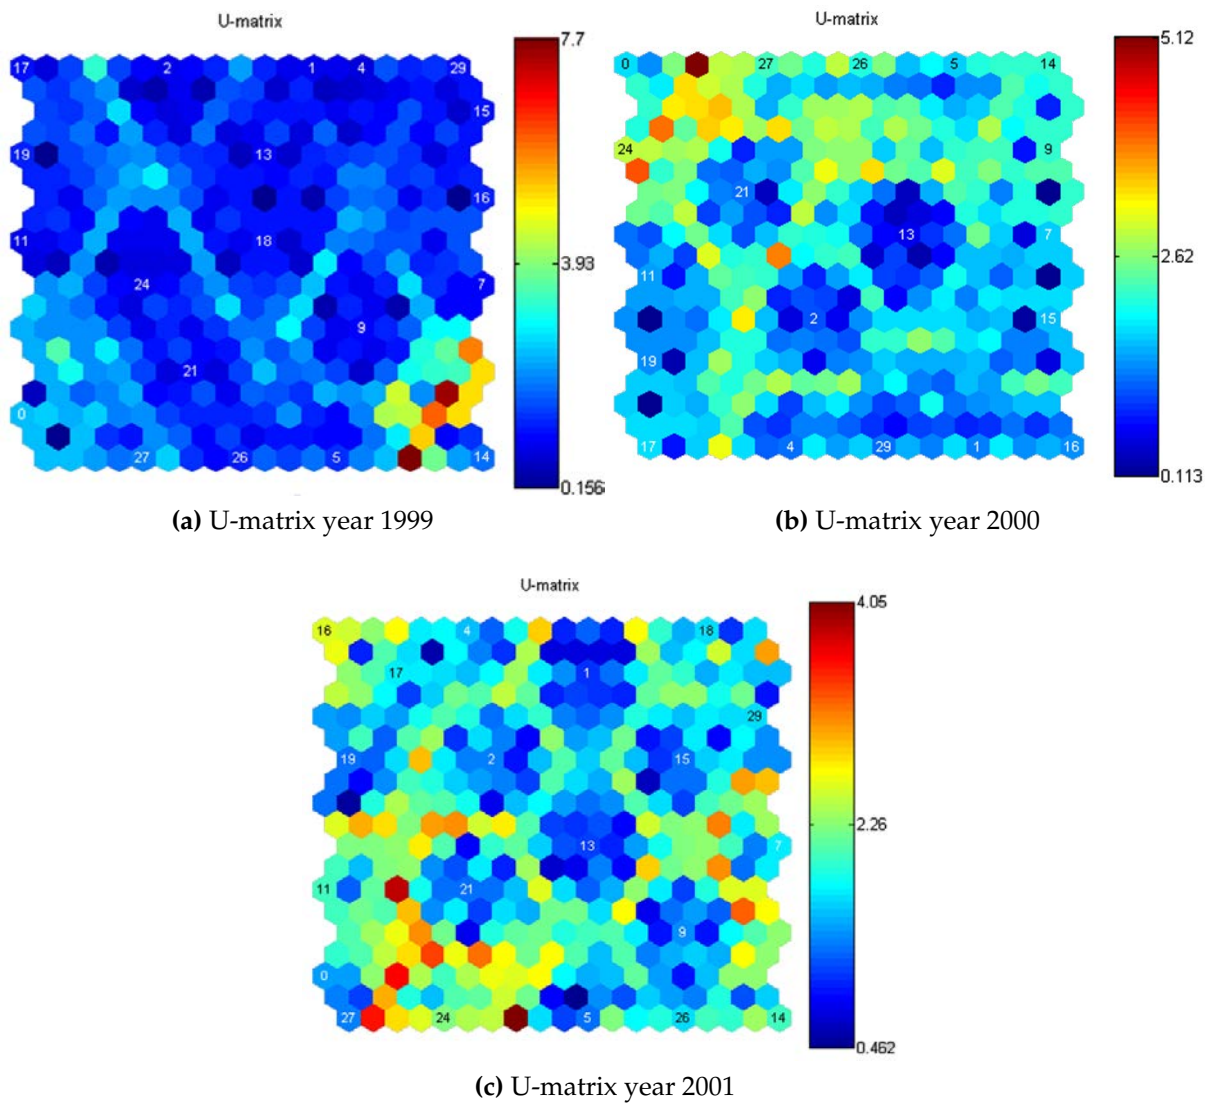 U-matrix
17 2 1 4 29
15
19 13
16
11 18
24 7
9
21
0
27 26 5 14
7.7
3.93
0.156
(a) U-matrix year 1999
U-matrix
0 27 26 5 14
24 9
21
13 7
11
2 15
19
17 4 29 1 16
5.12
2.62
0.113
(b) U-matrix year 2000
U-matrix
16 4 18
17 1
29
19 2 15
13 7
11 21
9
0
27 24 5 26 14
4.05
2.26
0.462
(c) U-matrix year 2001